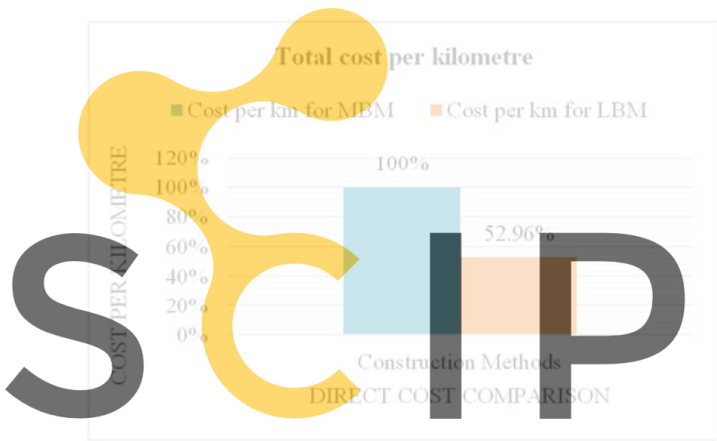 Total cost per kilometre
Cost per km for MBM Cost per km for LBM
COST PER KILOMETRE
120%
100%
80%
60%
40%
20%
0%
100%
52.96%
Construction Methods
DIRECT COST COMPARISON
SCIP